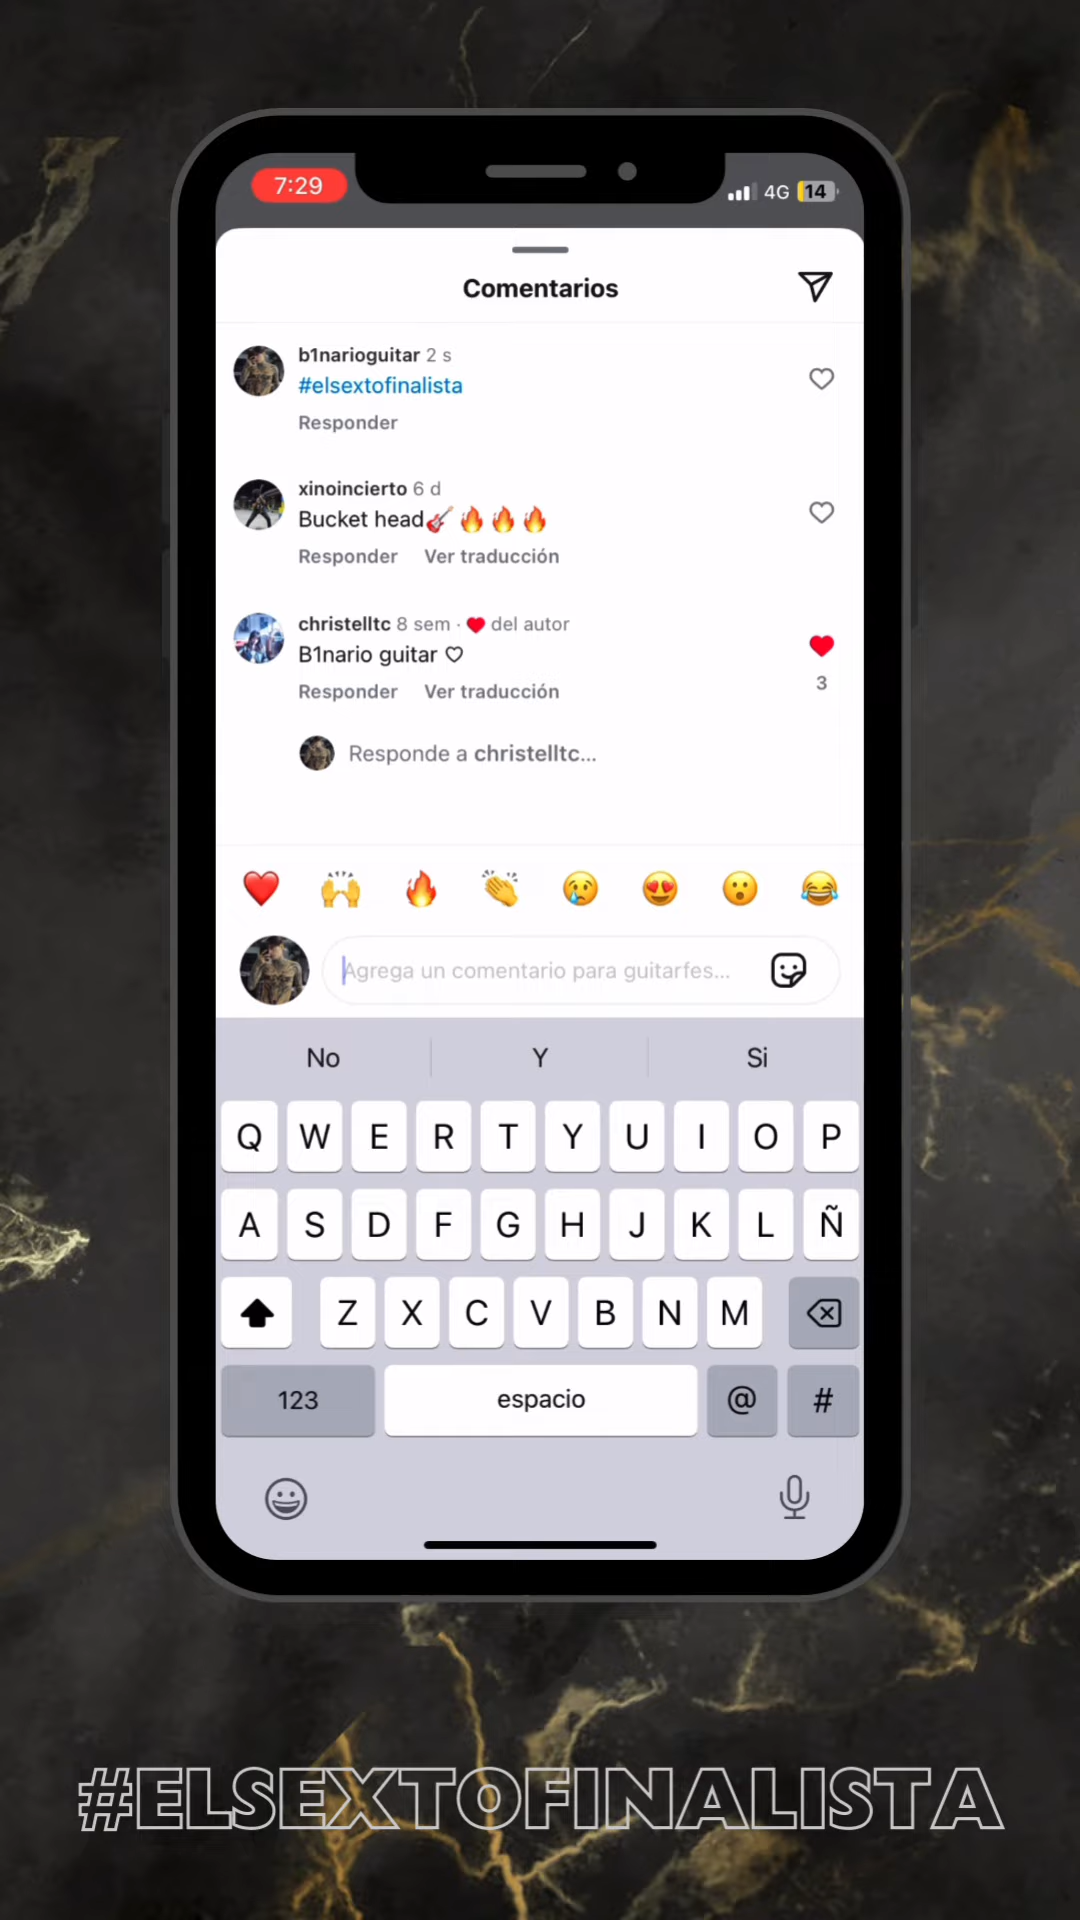 7:29
4G 14
Comentarios
b1narioguitar 2 s
#elsextofinalista
Responder
xinoincierto 6 d
Bucket head🎸🔥🔥🔥
Responder Ver traducción
christelltc 8 sem · ❤️ del autor
B1nario guitar ♡
Responder Ver traducción
3
Responde a christelltc...
Agrega un comentario para guitarfes...
No Y Si
Q W E R T Y U I O P
A S D F G H J K L Ñ
Z X C V B N M
123 espacio @ #
#ELSEXTOFINALISTA